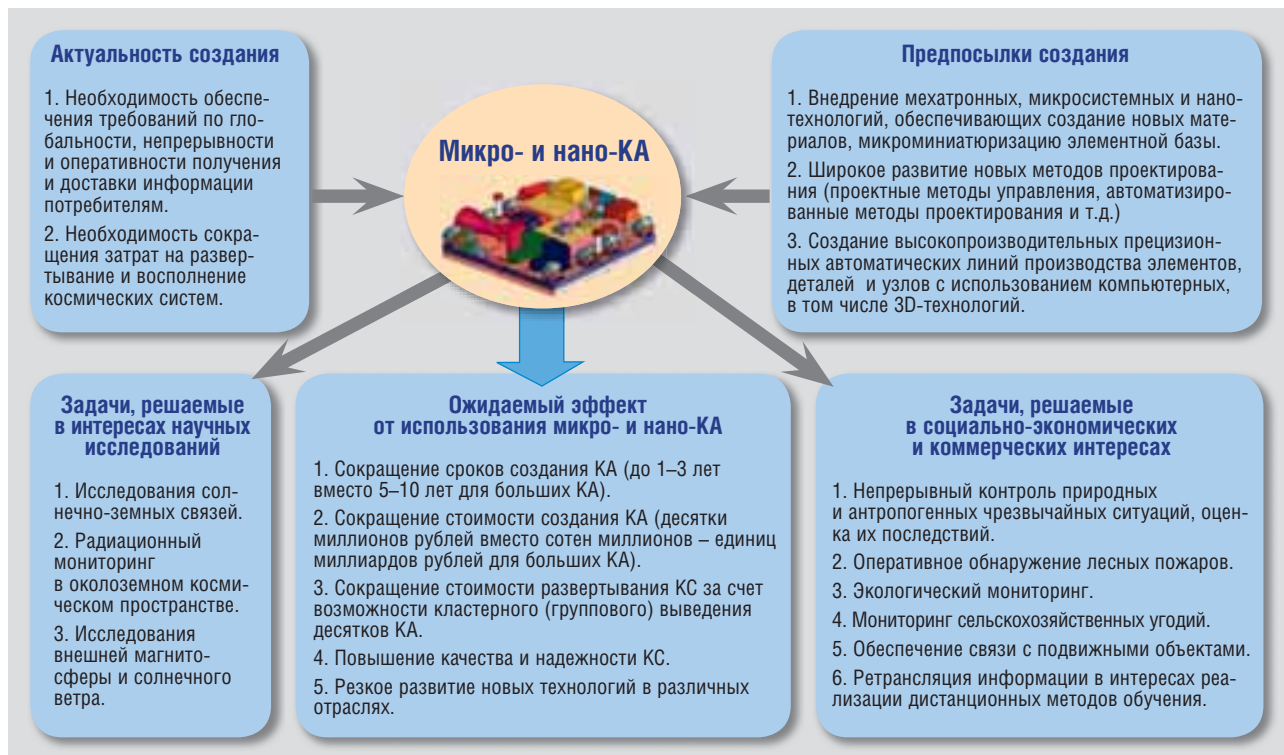 Актуальность создания
1. Необходимость обеспе-
чения требований по гло-
бальности, непрерывности
и оперативности получения
и доставки информации
потребителям.
2. Необходимость сокра-
щения затрат на развер-
тывание и восполнение
космических систем.
Микро- и нано-КА
Предпосылки создания
1. Внедрение мехатронных, микросистемных и нано-
технологий, обеспечивающих создание новых мате-
риалов, микроминиатюризацию элементной базы.
2. Широкое развитие новых методов проектирова-
ния (проектные методы управления, автоматизиро-
ванные методы проектирования и т.д.)
3. Создание высокопроизводительных прецизион-
ных автоматических линий производства элементов,
деталей и узлов с использованием компьютерных,
в том числе 3D-технологий.
Задачи, решаемые
в интересах научных
исследований
1. Исследования сол-
нечно-земных связей.
2. Радиационный
мониторинг
в околоземном косми-
ческом пространстве.
3. Исследования
внешней магнито-
сферы и солнечного
ветра.
Ожидаемый эффект
от использования микро- и нано-КА
1. Сокращение сроков создания КА (до 1–3 лет
вместо 5–10 лет для больших КА).
2. Сокращение стоимости создания КА (десятки
миллионов рублей вместо сотен миллионов – единиц
миллиардов рублей для больших КА).
3. Сокращение стоимости развертывания КС за счет
возможности кластерного (группового) выведения
десятков КА.
4. Повышение качества и надежности КС.
5. Резкое развитие новых технологий в различных
отраслях.
Задачи, решаемые
в социально-экономических
и коммерческих интересах
1. Непрерывный контроль природных
и антропогенных чрезвычайных ситуаций, оцен-
ка их последствий.
2. Оперативное обнаружение лесных пожаров.
3. Экологический мониторинг.
4. Мониторинг сельскохозяйственных угодий.
5. Обеспечение связи с подвижными объектами.
6. Ретрансляция информации в интересах реа-
лизации дистанционных методов обучения.